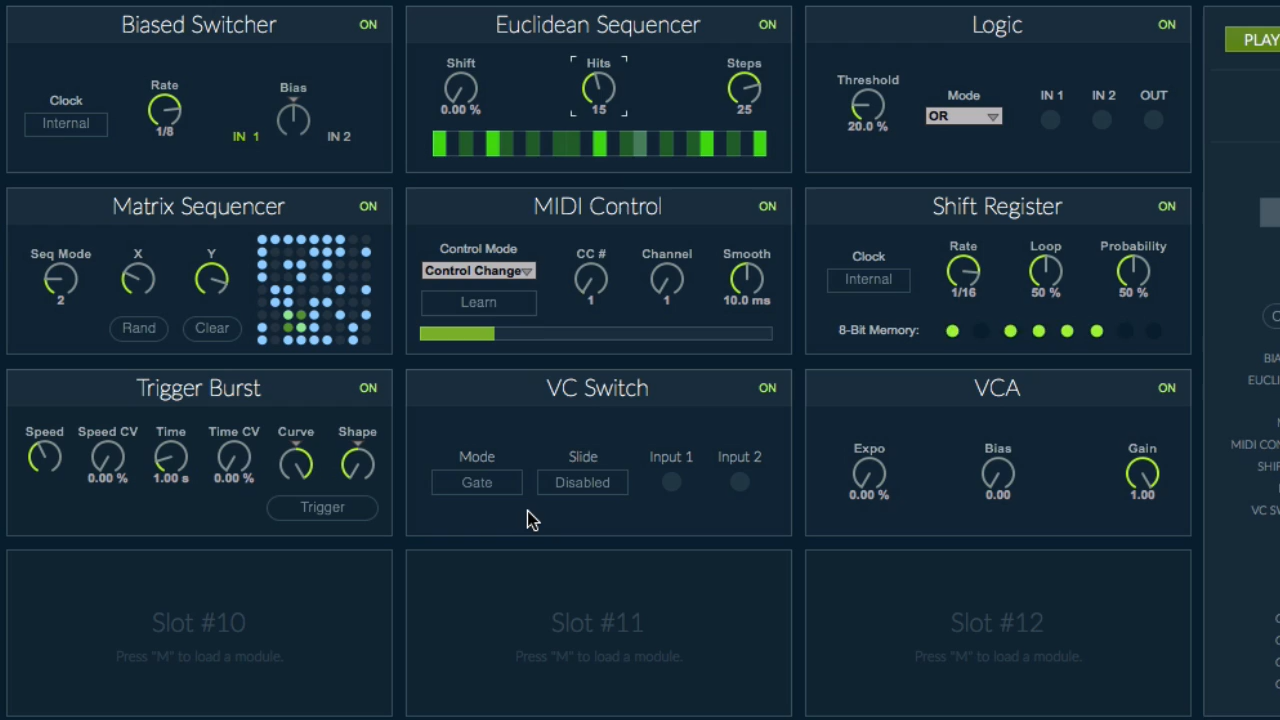 Biased Switcher
ON
Clock
Internal
Rate
1/8
Bias
IN 1
IN 2
Euclidean Sequencer
ON
Shift
0.00 %
Hits
15
Steps
25
Logic
ON
Threshold
20.0 %
Mode
OR
IN 1
IN 2
OUT
PLAY
Matrix Sequencer
ON
Seq Mode
2
X
Y
Rand
Clear
MIDI Control
ON
Control Mode
Control Change
Learn
CC #
1
Channel
1
Smooth
10.0 ms
Shift Register
ON
Clock
Internal
Rate
1/16
Loop
50 %
Probability
50 %
8-Bit Memory:
Trigger Burst
ON
Speed
Speed CV
0.00 %
Time
1.00 s
Time CV
0.00 %
Curve
Shape
Trigger
VC Switch
ON
Mode
Gate
Slide
Disabled
Input 1
Input 2
VCA
ON
Expo
0.00 %
Bias
0.00
Gain
1.00
BIA
EUCLI
MIDI CON
SHIF
VC SW
Slot #10
Press "M" to load a module.
Slot #11
Press "M" to load a module.
Slot #12
Press "M" to load a module.